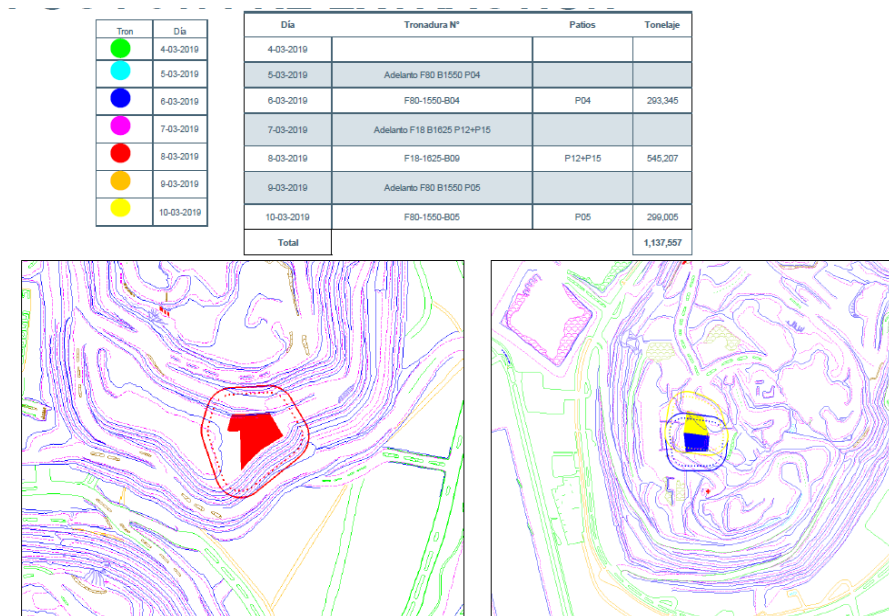 Tron Día
4-03-2019
5-03-2019
6-03-2019
7-03-2019
8-03-2019
9-03-2019
10-03-2019
Día Tronadura N° Patios Tonelaje
4-03-2019
5-03-2019 Adelanto F80 B1550 P04
6-03-2019 F80-1550-B04 P04 293,345
7-03-2019 Adelanto F18 B1625 P12+P15
8-03-2019 F18-1625-B09 P12+P15 545,207
9-03-2019 Adelanto F80 B1550 P05
10-03-2019 F80-1550-B05 P05 299,005
Total 1,137,557